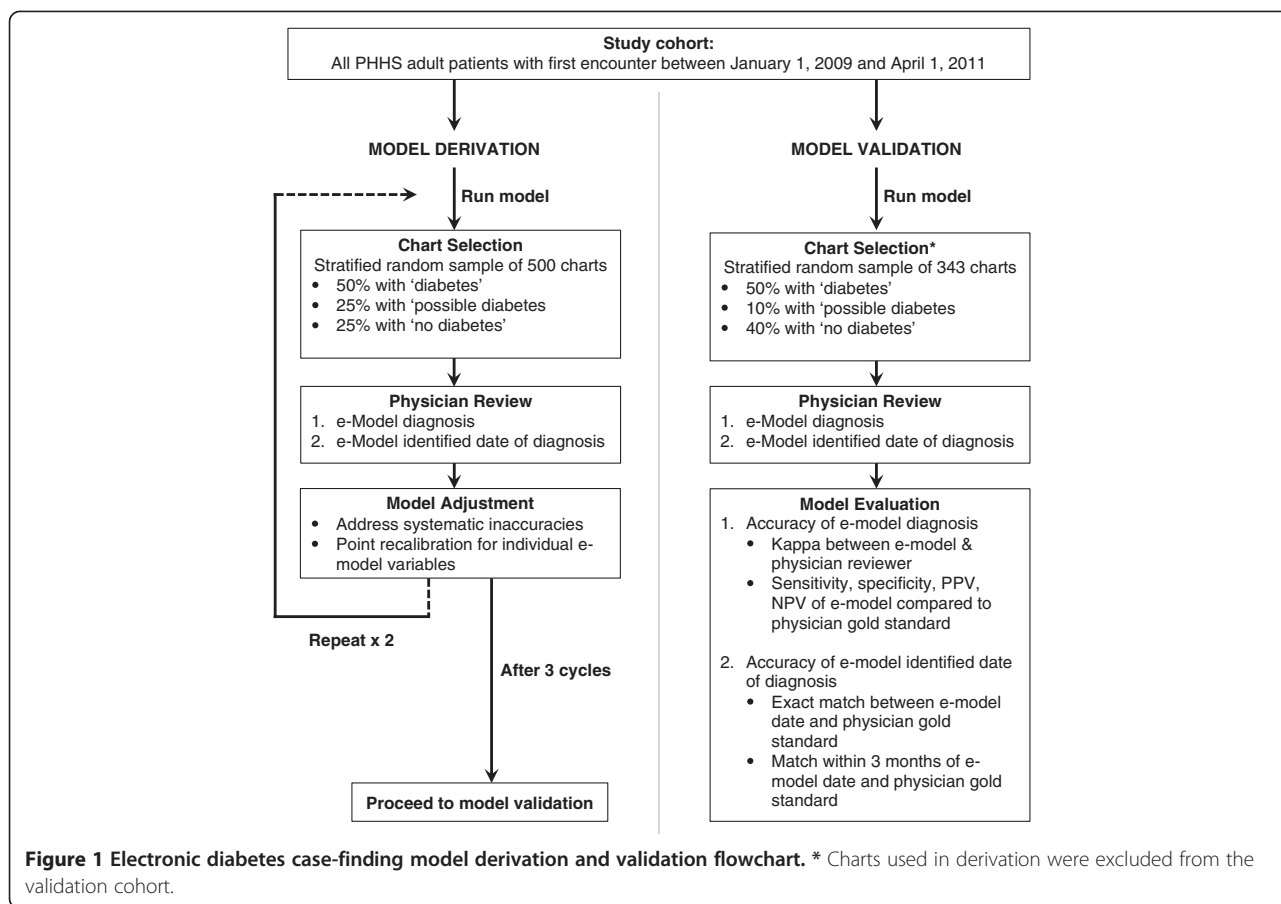 Study cohort:
All PHHS adult patients with first encounter between January 1, 2009 and April 1, 2011
MODEL DERIVATION
Run model
Chart Selection
Stratified random sample of 500 charts
• 50% with ‘diabetes’
• 25% with ‘possible diabetes
• 25% with ‘no diabetes’
Physician Review
1. e-Model diagnosis
2. e-Model identified date of diagnosis
Model Adjustment
• Address systematic inaccuracies
• Point recalibration for individual e-
model variables
Repeat x 2
After 3 cycles
Proceed to model validation
MODEL VALIDATION
Run model
Chart Selection*
Stratified random sample of 343 charts
• 50% with ‘diabetes’
• 10% with ‘possible diabetes
• 40% with ‘no diabetes’
Physician Review
1. e-Model diagnosis
2. e-Model identified date of diagnosis
Model Evaluation
1. Accuracy of e-model diagnosis
• Kappa between e-model &
physician reviewer
• Sensitivity, specificity, PPV,
NPV of e-model compared to
physician gold standard
2. Accuracy of e-model identified date
of diagnosis
• Exact match between e-model
date and physician gold
standard
• Match within 3 months of e-
model date and physician gold
standard
Figure 1 Electronic diabetes case-finding model derivation and validation flowchart. * Charts used in derivation were excluded from the
validation cohort.